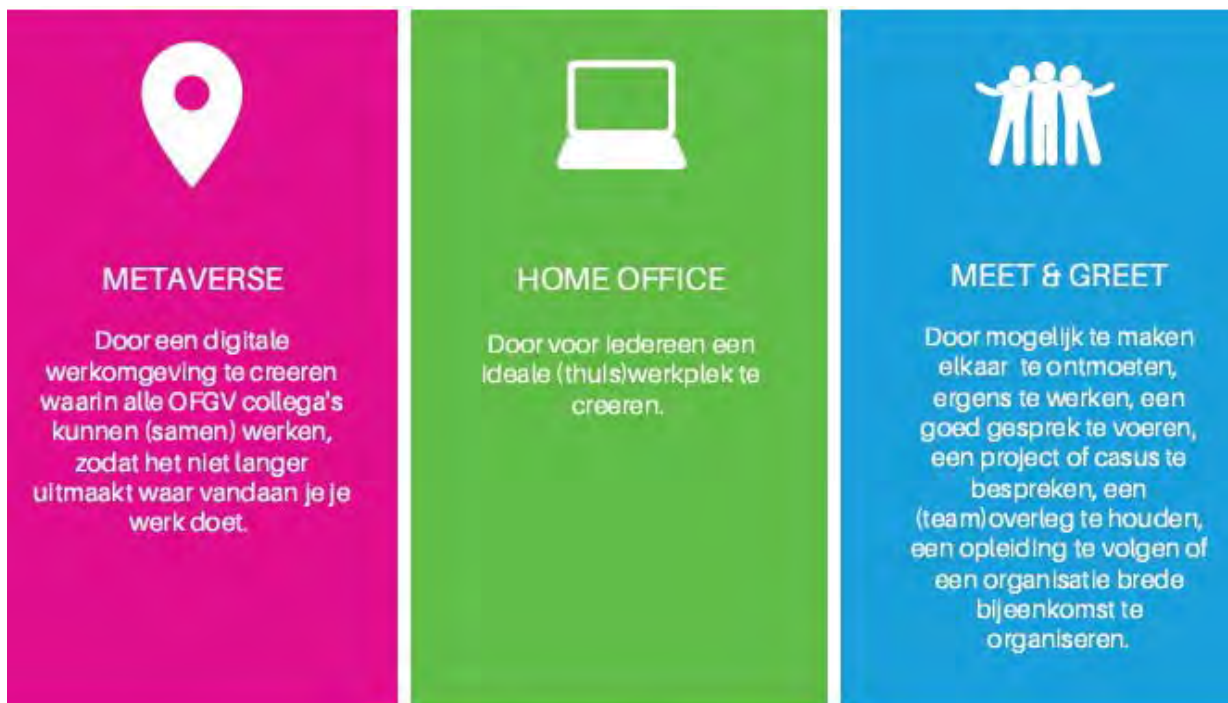 METAVERSE
Door een digitale
werkomgeving te creeren
waarin alle OFGV collega's
kunnen (samen) werken,
zodat het niet langer
uitmaakt waar vandaan je je
werk doet.
HOME OFFICE
Door voor iedereen een
ideale (thuis)werkplek te
creeren.
MEET & GREET
Door mogelijk te maken
elkaar te ontmoeten,
ergens te werken, een
goed gesprek te voeren,
een project of casus te
bespreken, een
(team)overleg te houden,
een opleiding te volgen of
een organisatie brede
bijeenkomst te
organiseren.